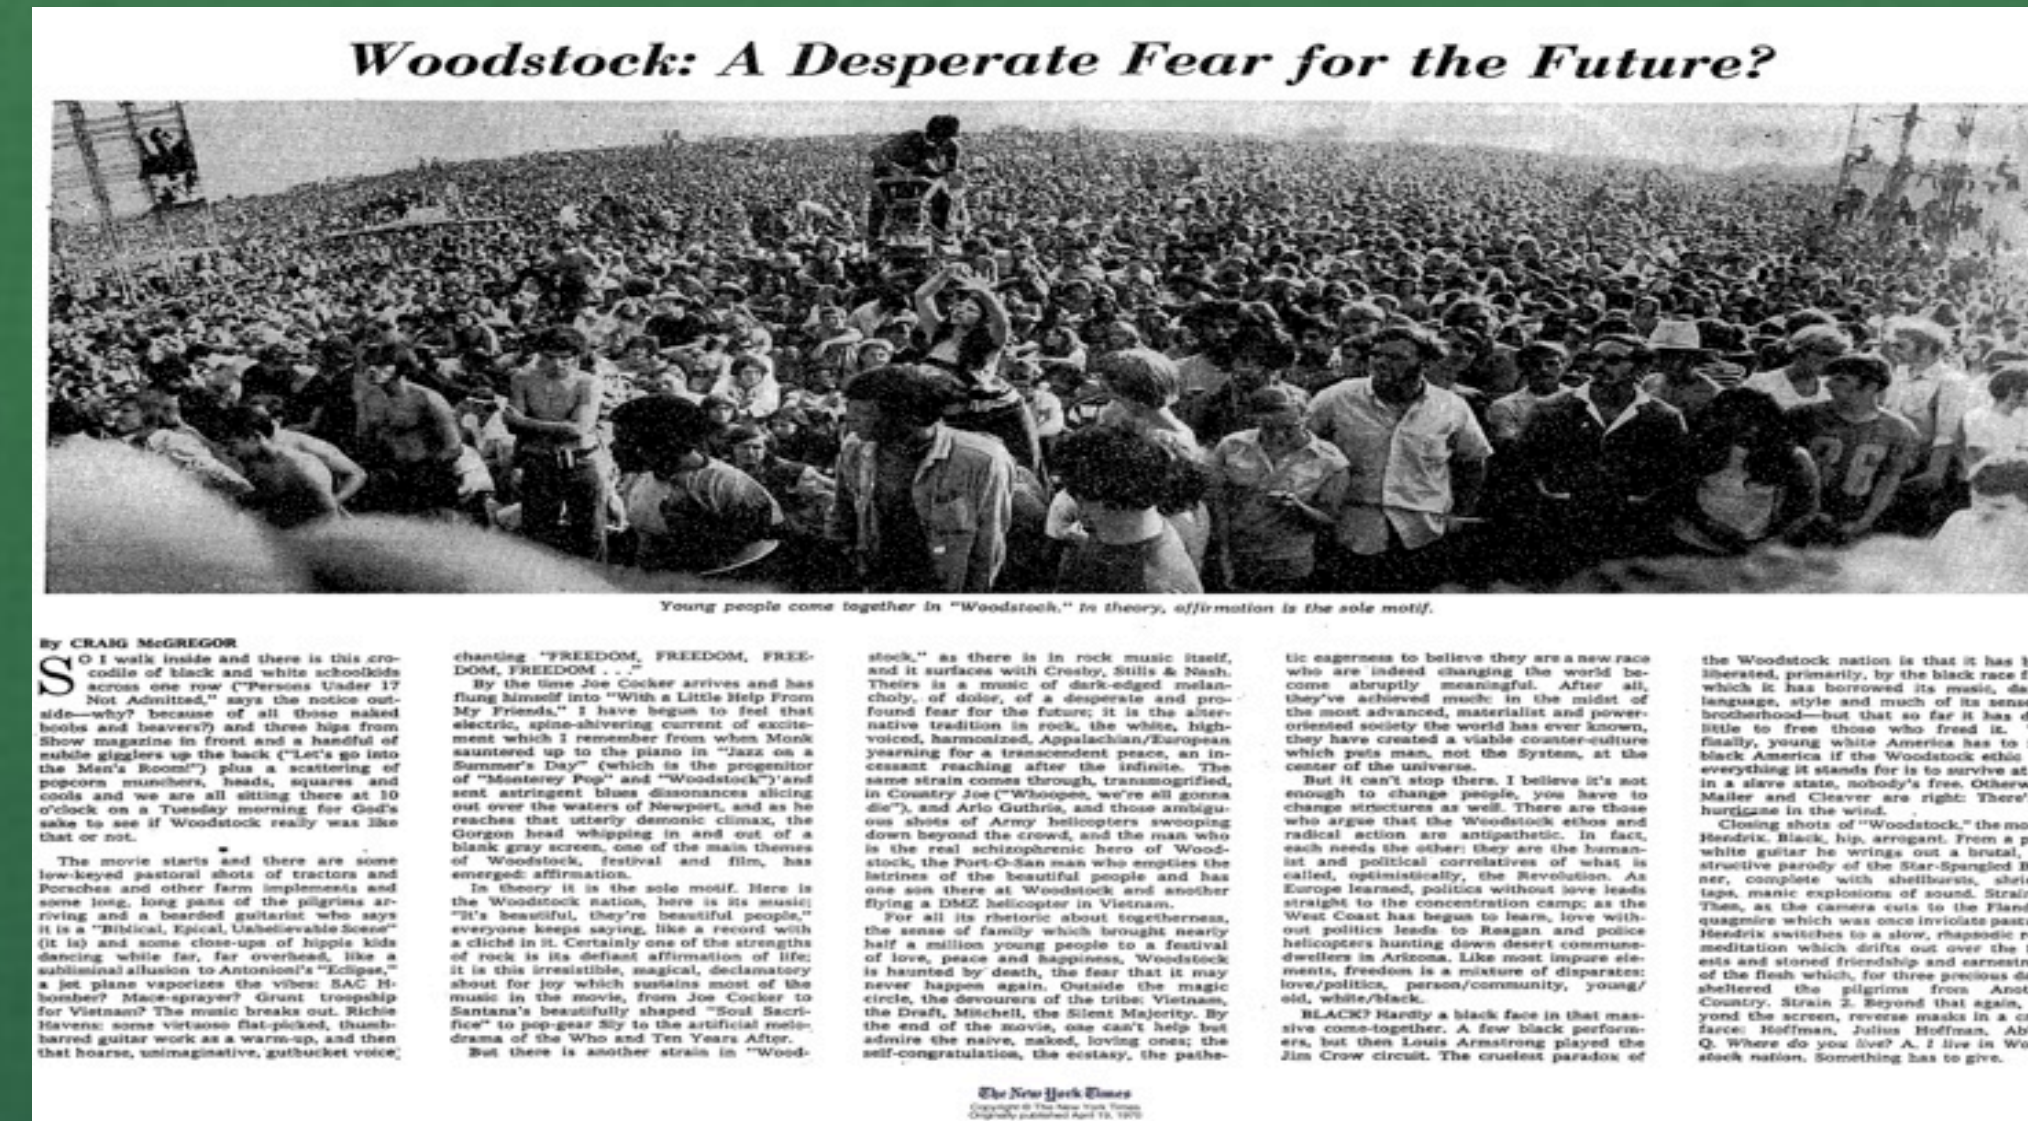 Woodstock: A Desperate Fear for the Future?
Young people come together in "Woodstock." In theory, affirmation is the sole motif.
By CRAIG McGREGOR
SO I walk inside and there is this cro-
codile of black and white schoolkids
across one row ("Persons Under 17
Not Admitted," says the notice out-
side—why? because of all those naked
boobs and beavers?) and three hips from
Show magazine in front and a handful of
nubile gigglers up the back ("Let's go into
the Men's Room!") plus a scattering of
popcorn munchers, heads, squares and
cools and we are all sitting there at 10
o'clock on a Tuesday morning for God's
sake to see if Woodstock really was like
that or not.
The movie starts and there are some
low-keyed pastoral shots of tractors and
Porsches and other farm implements and
some long, long pans of the pilgrims ar-
riving and a bearded guitarist who says
it is a "Biblical, Epical, Unbelievable Scene"
(it is) and some close-ups of hippie kids
dancing while far, far overhead, like a
subliminal allusion to Antonioni's "Eclipse,"
a jet plane vaporizes the vibes: SAC H-
bomber? Mace-sprayer? Grunt troopship
for Vietnam? The music breaks out. Richie
Havens: some virtuoso flat-picked, thumb-
barred guitar work as a warm-up, and then
that hoarse, unimaginative, gutbucket voice
chanting "FREEDOM, FREEDOM, FREE-
DOM, FREEDOM . . ."
By the time Joe Cocker arrives and has
flung himself into "With a Little Help From
My Friends," I have begun to feel that
electric, spine-shivering current of excite-
ment which I remember from when Monk
sauntered up to the piano in "Jazz on a
Summer's Day" (which is the progenitor
of "Monterey Pop" and "Woodstock") and
sent astringent blues dissonances slicing
out over the waters of Newport, and as he
reaches that utterly demonic climax, the
Gorgon head whipping in and out of a
blank gray screen, one of the main themes
of Woodstock, festival and film, has
emerged: affirmation.
In theory it is the sole motif. Here is
the Woodstock nation, here is its music;
"It's beautiful, they're beautiful people,"
everyone keeps saying, like a record with
a cliché in it. Certainly one of the strengths
of rock is its defiant affirmation of life;
it is this irresistible, magical, declamatory
shout for joy which sustains most of the
music in the movie, from Joe Cocker to
Santana's beautifully shaped "Soul Sacri-
fice" to pop-gear Sly to the artificial melo-
drama of the Who and Ten Years After.
But there is another strain in "Wood-
stock," as there is in rock music itself,
and it surfaces with Crosby, Stills & Nash.
Theirs is a music of dark-edged melan-
choly, of dolor, of a desperate and pro-
found fear for the future; it is the alter-
native tradition in rock, the white, high-
voiced, harmonized, Appalachian/European
yearning for a transcendent peace, an in-
cessant reaching after the infinite. The
same strain comes through, transmogrified,
in Country Joe ("Whoopee, we're all gonna
die"), and Arlo Guthrie, and those ambigu-
ous shots of Army helicopters swooping
down beyond the crowd, and the man who
is the real schizophrenic hero of Wood-
stock, the Port-O-San man who empties the
latrines of the beautiful people and has
one son there at Woodstock and another
flying a DMZ helicopter in Vietnam.
For all its rhetoric about togetherness,
the sense of family which brought nearly
half a million young people to a festival
of love, peace and happiness, Woodstock
is haunted by death, the fear that it may
never happen again. Outside the magic
circle, the devourers of the tribe: Vietnam,
the Draft, Mitchell, the Silent Majority. By
the end of the movie, one can't help but
admire the naive, naked, loving ones; the
self-congratulation, the ecstasy, the pathe-
tic eagerness to believe they are a new race
who are indeed changing the world be-
come abruptly meaningful. After all,
they've achieved much: in the midst of
the most advanced, materialist and power-
oriented society the world has ever known,
they have created a viable counter-culture
which puts man, not the System, at the
center of the universe.
But it can't stop there. I believe it's not
enough to change people, you have to
change structures as well. There are those
who argue that the Woodstock ethos and
radical action are antipathetic. In fact,
each needs the other: they are the human-
ist and political correlatives of what is
called, optimistically, the Revolution. As
Europe learned, politics without love leads
straight to the concentration camp; as the
West Coast has begun to learn, love with-
out politics leads to Reagan and police
helicopters hunting down desert commune-
dwellers in Arizona. Like most impure ele-
ments, freedom is a mixture of disparates:
love/politics, person/community, young/
old, white/black.
BLACK? Hardly a black face in that mas-
sive come-together. A few black perform-
ers, but then Louis Armstrong played the
Jim Crow circuit. The cruelest paradox of
the Woodstock nation is that it has
liberated, primarily, by the black race
which it has borrowed its music,
language, style and much of its
brotherhood—but that so far it has
little to free those who freed it.
finally, young white America has to
black America if the Woodstock ethic
everything it stands for is to survive
in a slave state, nobody's free.
Mailer and Cleaver are right:
hurricane in the wind.
Closing shots of "Woodstock," the
Hendrix. Black, hip, arrogant. From a
white guitar he wrings out a brutal,
structive parody of the Star-Spangled
ner, complete with shellbursts,
taps, manic explosions of sound.
Then, as the camera cuts to the
quagmire which was once inviolate
Hendrix switches to a slow, rhapsodic
meditation which drifts out over the
ests and stoned friendship and
of the flesh which, for three precious
sheltered the pilgrims from
Country. Strain 2. Beyond that again,
yond the screen, reverse masks in a
farce: Hoffman, Julius Hoffman,
Q. Where do you live? A. I live in
stock nation. Something has to give.
The New York Times
Copyright © The New York Times
Originally published April 19, 1970